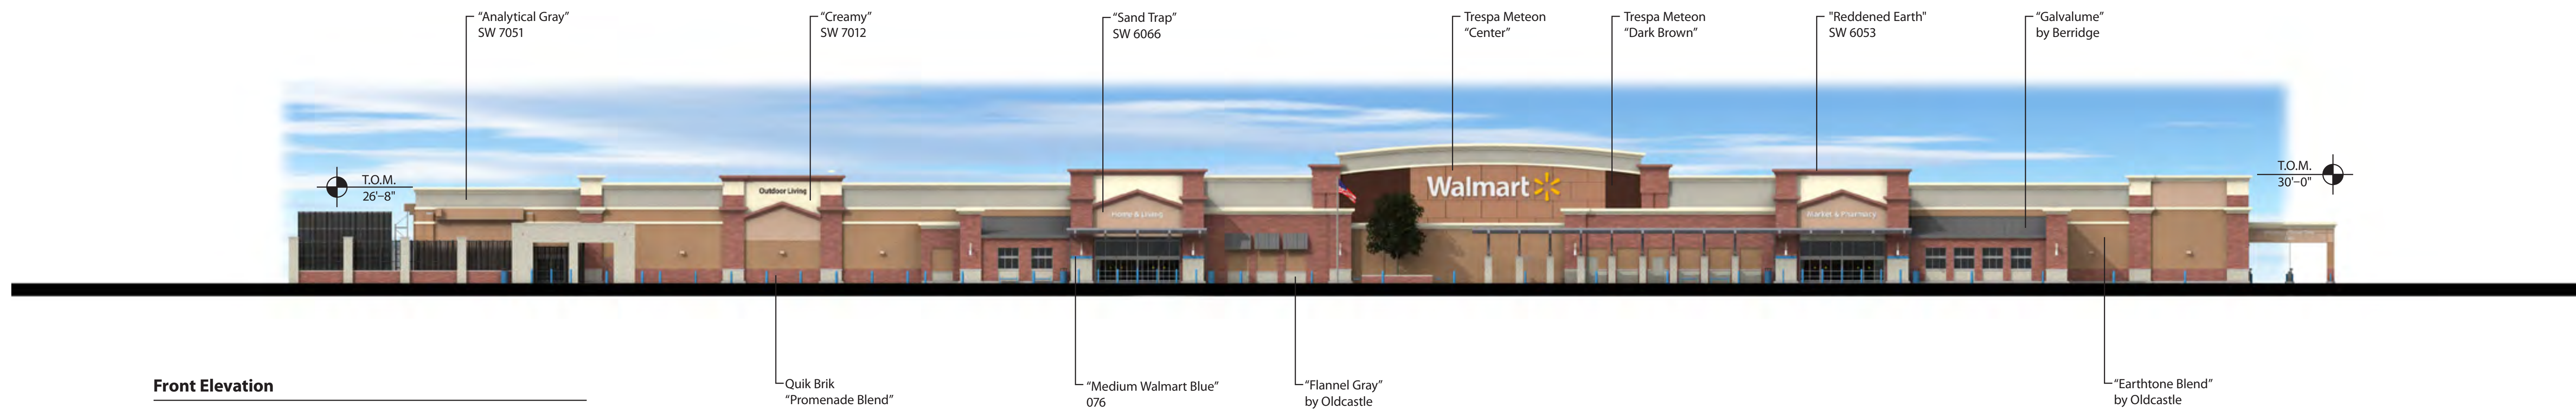 “Analytical Gray”
SW 7051
“Creamy”
SW 7012
“Sand Trap”
SW 6066
Trespa Meteon
“Center”
Trespa Meteon
“Dark Brown”
"Reddened Earth"
SW 6053
“Galvalume”
by Berridge
T.O.M.
26'–8"
Outdoor Living
Home & Living
Walmart
Market & Pharmacy
T.O.M.
30'–0"
Front Elevation
Quik Brik
“Promenade Blend”
“Medium Walmart Blue”
076
“Flannel Gray”
by Oldcastle
“Earthtone Blend”
by Oldcastle